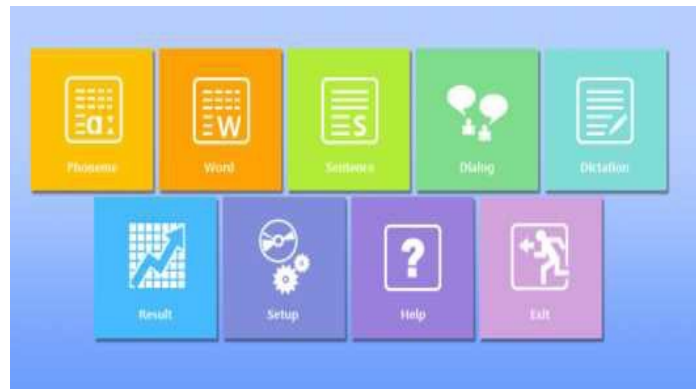 a:
Phoneme
W
Word
S
Sentence
Dialog
Dictation
Result
Setup
?
Help
Exit